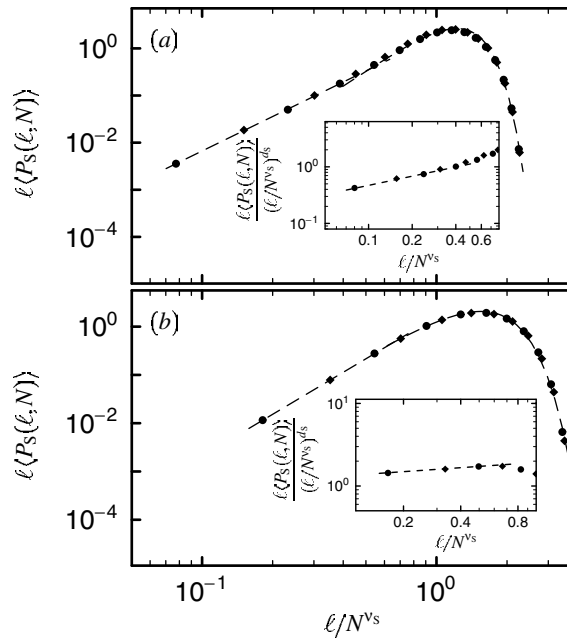 (a)
ℓ⟨P_S(ℓ,N)⟩
10^0
10^-2
10^-4
ℓ⟨P_S(ℓ,N)⟩
(ℓ/N^νS)^dS
10^0
10^-1
0.1 0.2 0.4 0.6
ℓ/N^νS
(b)
ℓ⟨P_S(ℓ,N)⟩
10^0
10^-2
10^-4
ℓ⟨P_S(ℓ,N)⟩
(ℓ/N^νS)^dS
10^1
10^0
0.2 0.4 0.8
ℓ/N^νS
10^-1 10^0
ℓ/N^νS